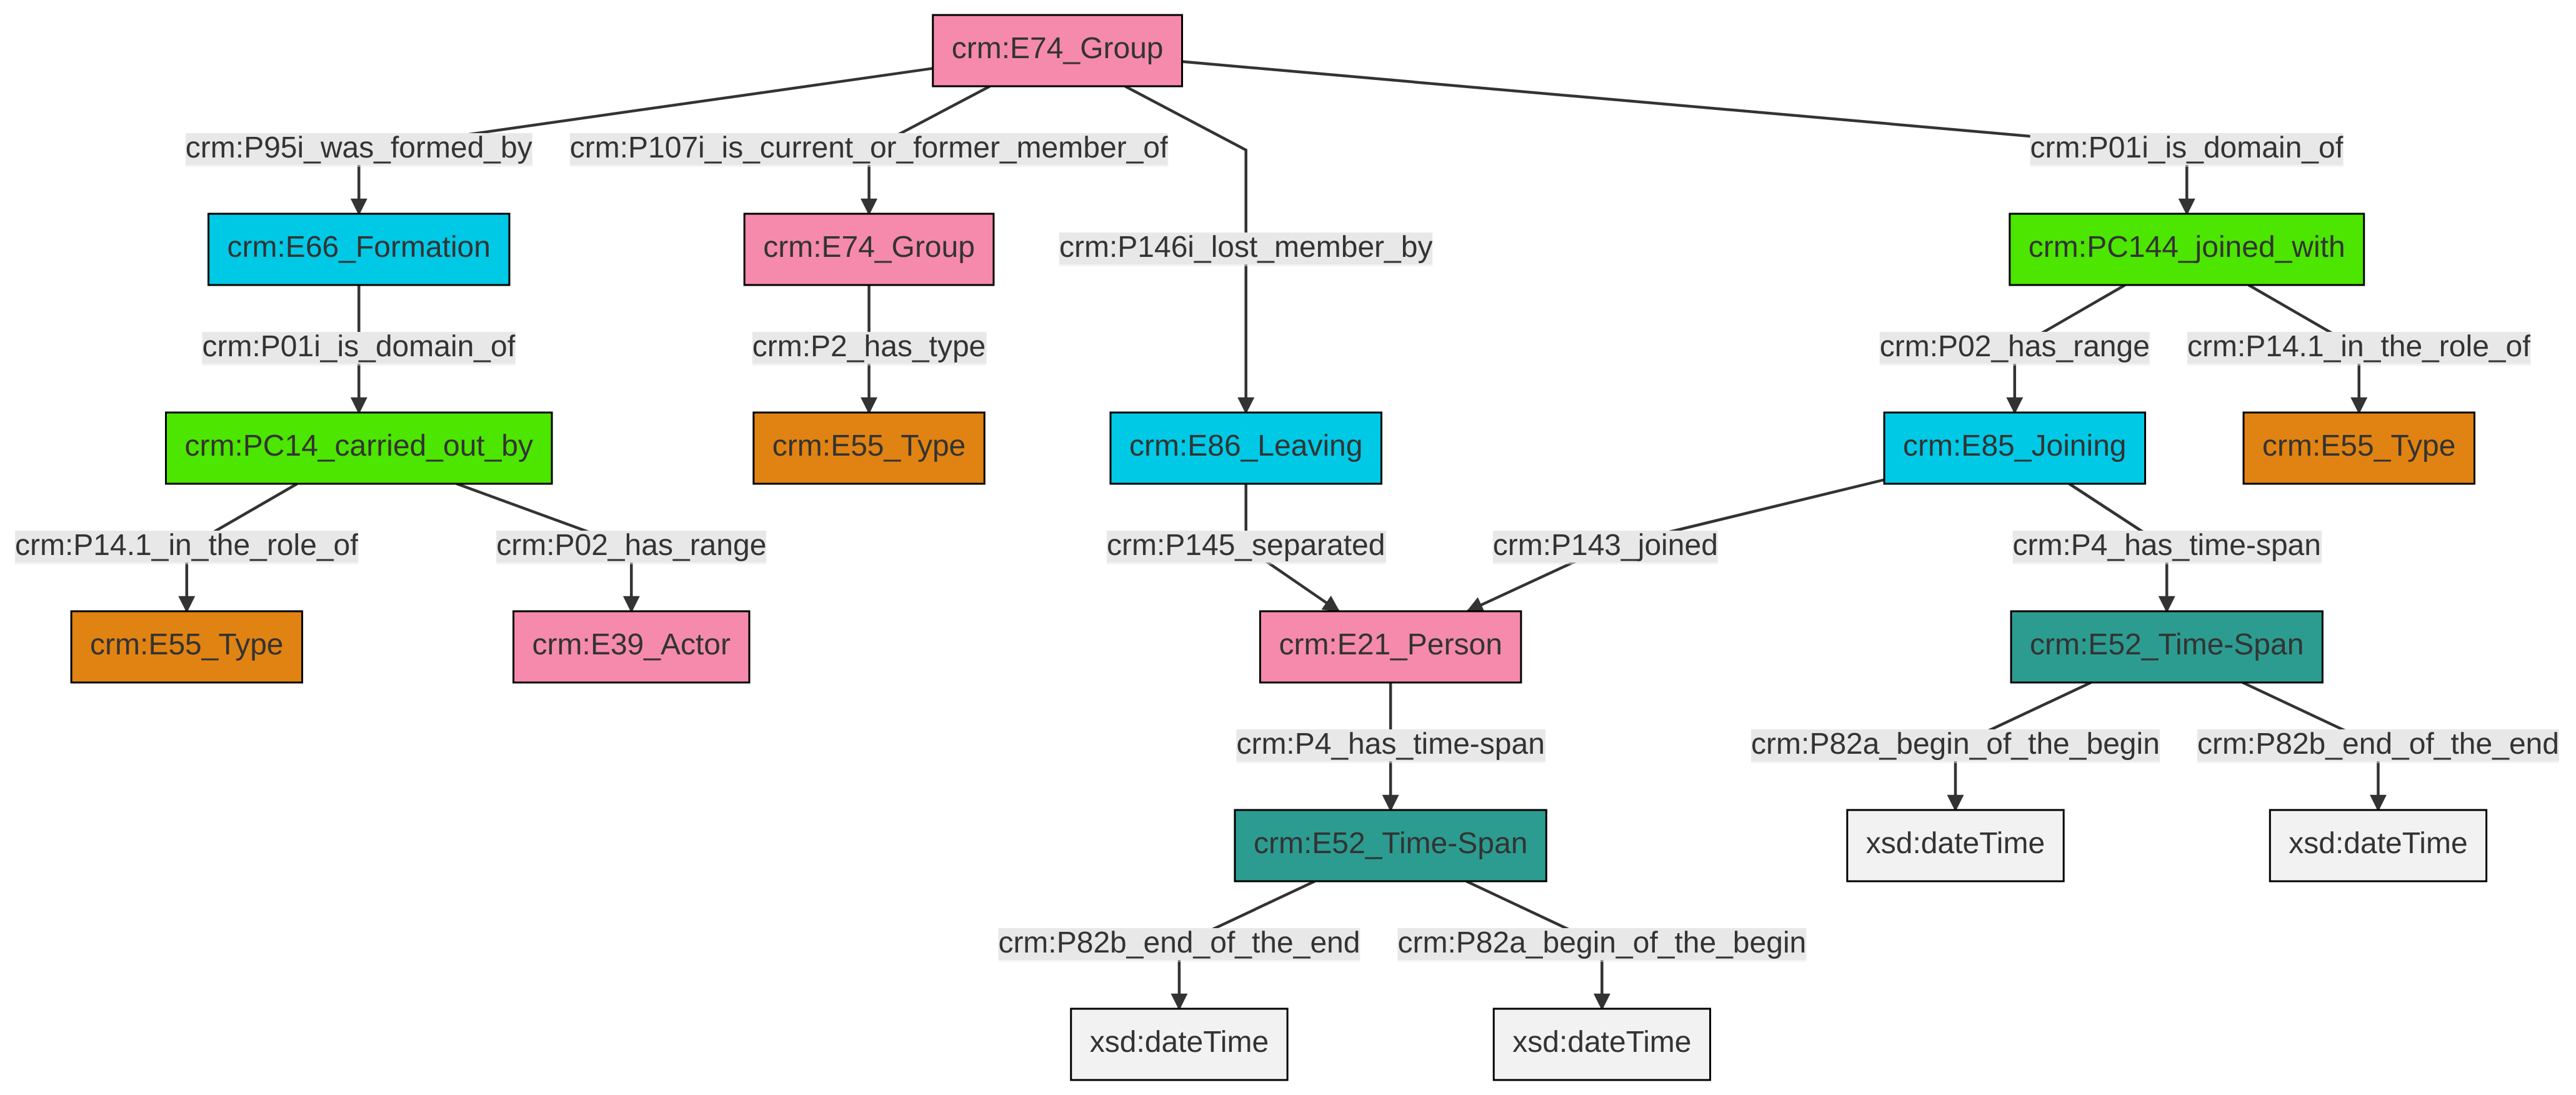 crm:E74_Group
crm:P95i_was_formed_by
crm:P107i_is_current_or_former_member_of
crm:P01i_is_domain_of
crm:E66_Formation
crm:E74_Group
crm:P146i_lost_member_by
crm:PC144_joined_with
crm:P01i_is_domain_of
crm:P2_has_type
crm:P02_has_range
crm:P14.1_in_the_role_of
crm:PC14_carried_out_by
crm:E55_Type
crm:E86_Leaving
crm:E85_Joining
crm:E55_Type
crm:P14.1_in_the_role_of
crm:P02_has_range
crm:P145_separated
crm:P143_joined
crm:P4_has_time-span
crm:E55_Type
crm:E39_Actor
crm:E21_Person
crm:E52_Time-Span
crm:P4_has_time-span
crm:P82a_begin_of_the_begin
crm:P82b_end_of_the_end
crm:E52_Time-Span
xsd:dateTime
xsd:dateTime
crm:P82b_end_of_the_end
crm:P82a_begin_of_the_begin
xsd:dateTime
xsd:dateTime